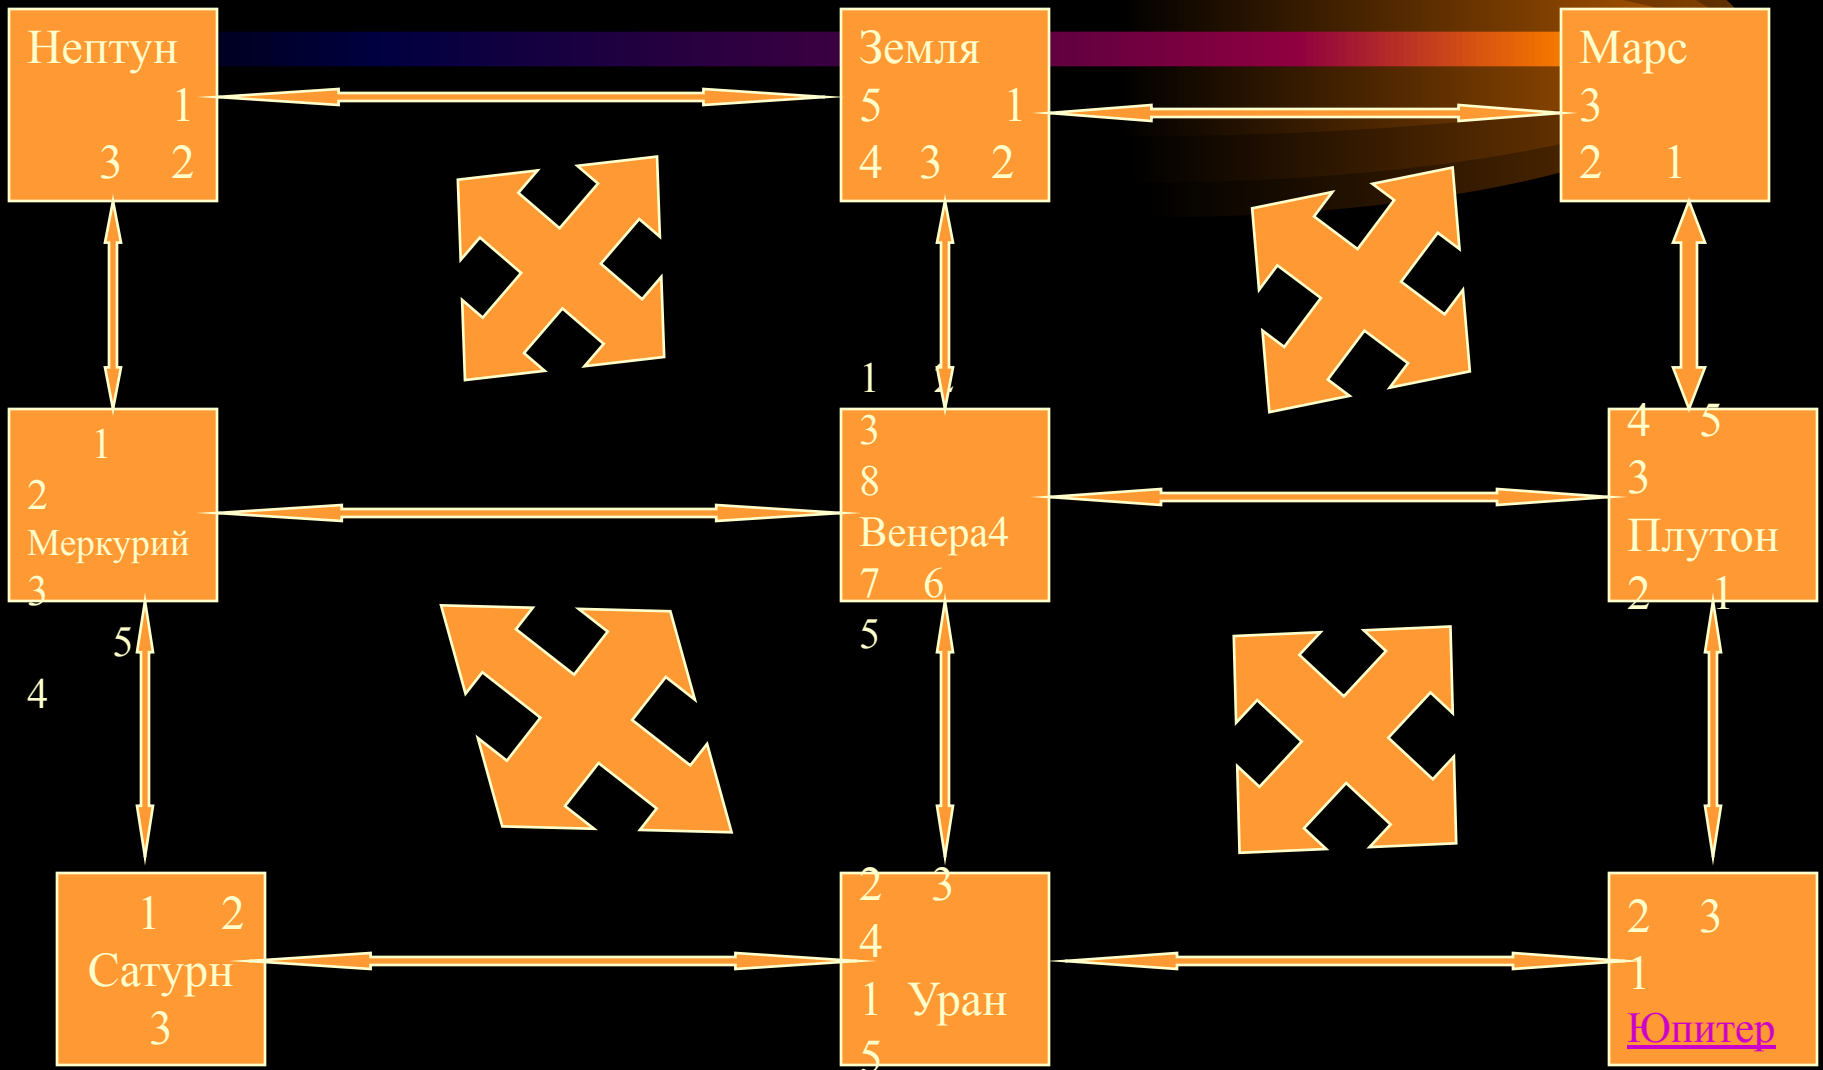 Нептун
1
3 2
Земля
5 1
4 3 2
Марс
3
2 1
1
2
Меркурий
3
5
4
1 2
3
8
Венера4
7 6
5
4 5
3
Плутон
2 1
1 2
Сатурн
3
2 3
4
1 Уран
5
2 3
1
Юпитер